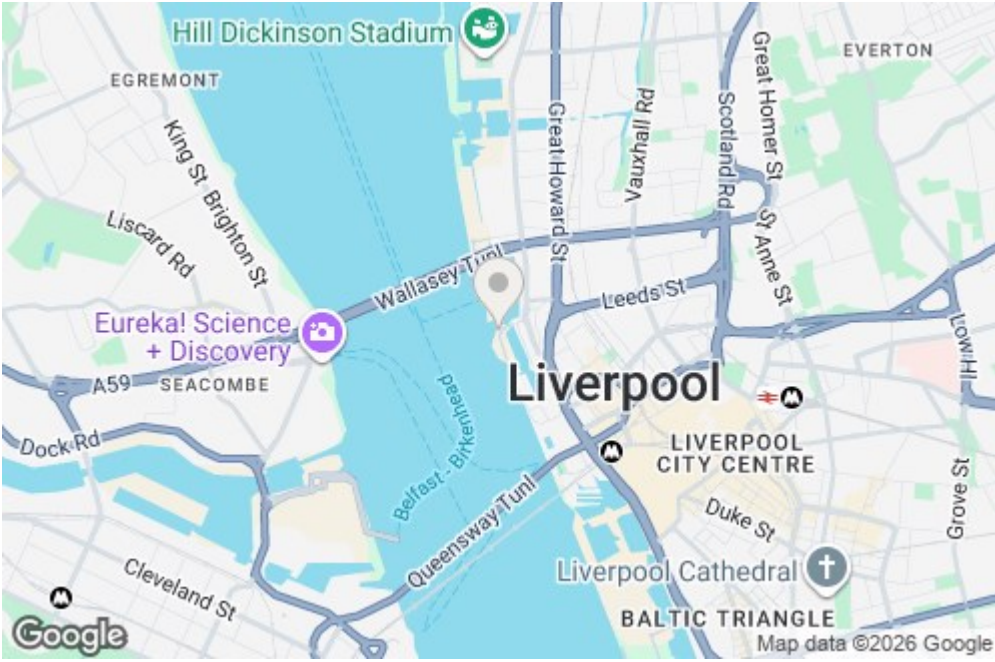 Hill Dickinson Stadium
EVERTON
EGREMONT
Great Homer St
Scotland Rd
Vauxhall Rd
Great Howard St
King St
Brighton St
Liscard Rd
St Anne St
Wallasey Tunl
Leeds St
Eureka! Science
+ Discovery
Low Hl
A59
SEACOMBE
Liverpool
Dock Rd
Belfast - Birkenhead
LIVERPOOL
CITY CENTRE
Grove St
Queensway Tunl
Duke St
Liverpool Cathedral
Cleveland St
BALTIC TRIANGLE
Google
Map data ©2026 Google